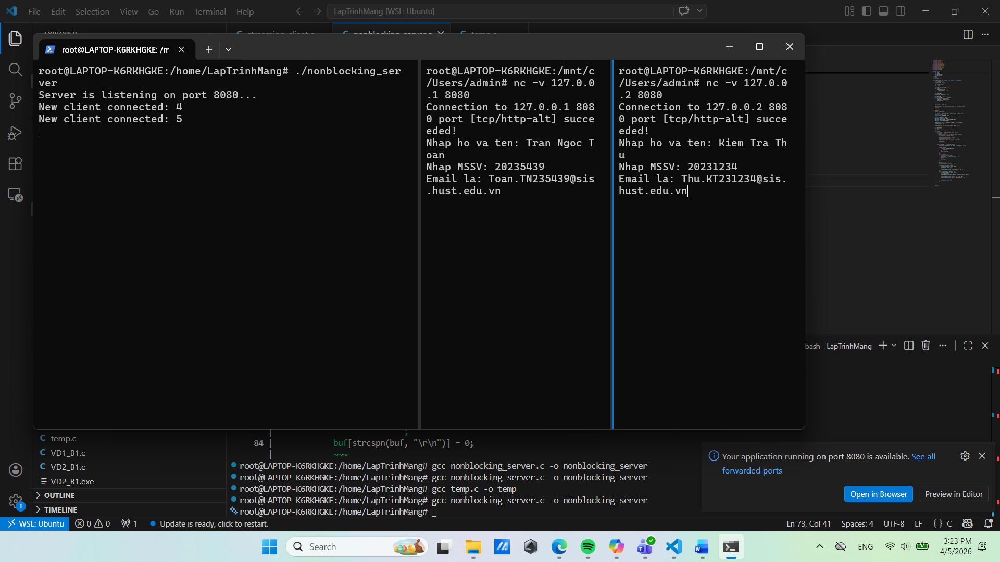 File Edit Selection View Go Run Terminal Help
LapTrinhMang [WSL: Ubuntu]
root@LAPTOP-K6RKHGKE: /m
root@LAPTOP-K6RKHGKE:/home/LapTrinhMang# ./nonblocking_ser
ver
Server is listening on port 8080...
New client connected: 4
New client connected: 5
root@LAPTOP-K6RKHGKE:/mnt/c
/Users/admin# nc -v 127.0.0
.1 8080
Connection to 127.0.0.1 808
0 port [tcp/http-alt] succe
eded!
Nhap ho va ten: Tran Ngoc T
oan
Nhap MSSV: 20235439
Email la: Toan.TN235439@sis
.hust.edu.vn
root@LAPTOP-K6RKHGKE:/mnt/c
/Users/admin# nc -v 127.0.0
.2 8080
Connection to 127.0.0.2 808
0 port [tcp/http-alt] succe
eded!
Nhap ho va ten: Kiem Tra Th
u
Nhap MSSV: 20231234
Email la: Thu.KT231234@sis.
hust.edu.vn
bash - LapTrinhMang
C temp.c
C VD1_B1.c
C VD2_B1.c
VD2_B1.exe
OUTLINE
TIMELINE
;
84 | buf[strcspn(buf, "\r\n")] = 0;
| ~~~
root@LAPTOP-K6RKHGKE:/home/LapTrinhMang# gcc nonblocking_server.c -o nonblocking_server
root@LAPTOP-K6RKHGKE:/home/LapTrinhMang# gcc nonblocking_server.c -o nonblocking_server
root@LAPTOP-K6RKHGKE:/home/LapTrinhMang# gcc temp.c -o temp
root@LAPTOP-K6RKHGKE:/home/LapTrinhMang# gcc nonblocking_server.c -o nonblocking_server
root@LAPTOP-K6RKHGKE:/home/LapTrinhMang#
Your application running on port 8080 is available. See all
forwarded ports
Open in Browser
Preview in Editor
1
WSL: Ubuntu 0 0 1 Update is ready, click to restart.
Ln 73, Col 41 Spaces: 4 UTF-8 LF {} C
Search
ENG
3:23 PM
4/5/2026